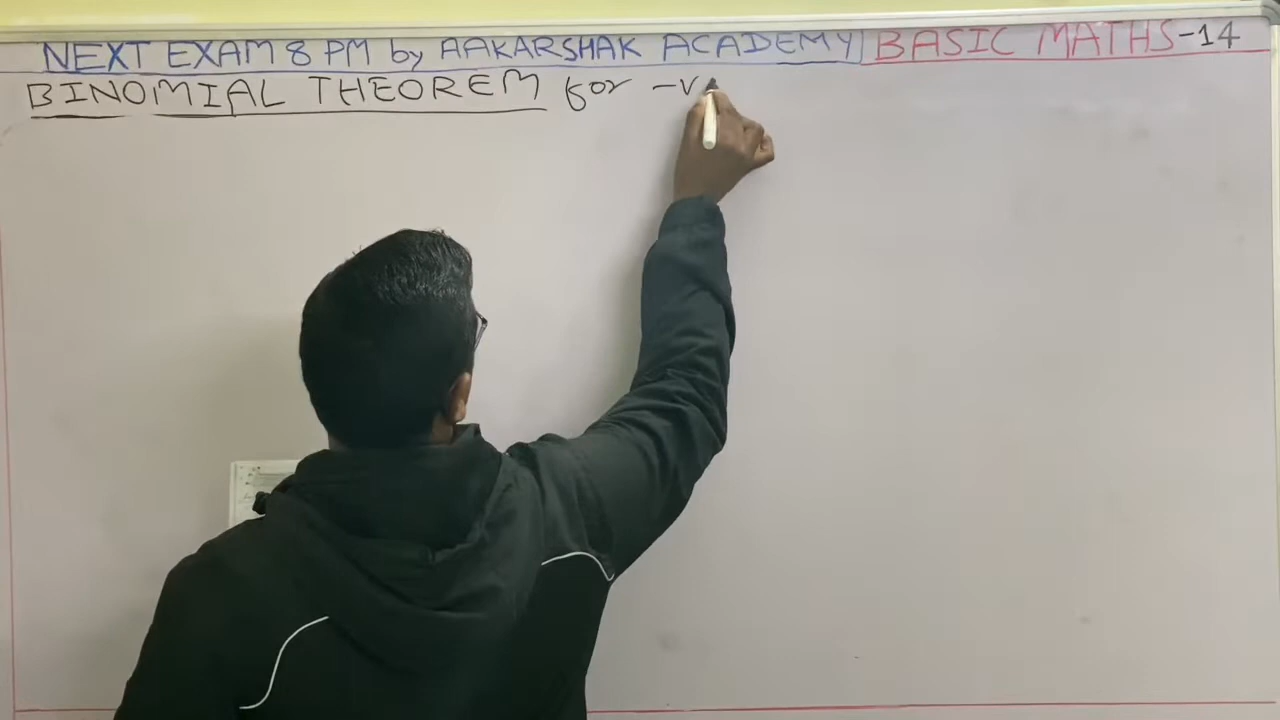 NEXT EXAM 8 PM by AAKARSHAK ACADEMY BASIC MATHS-14
BINOMIAL THEOREM for -v